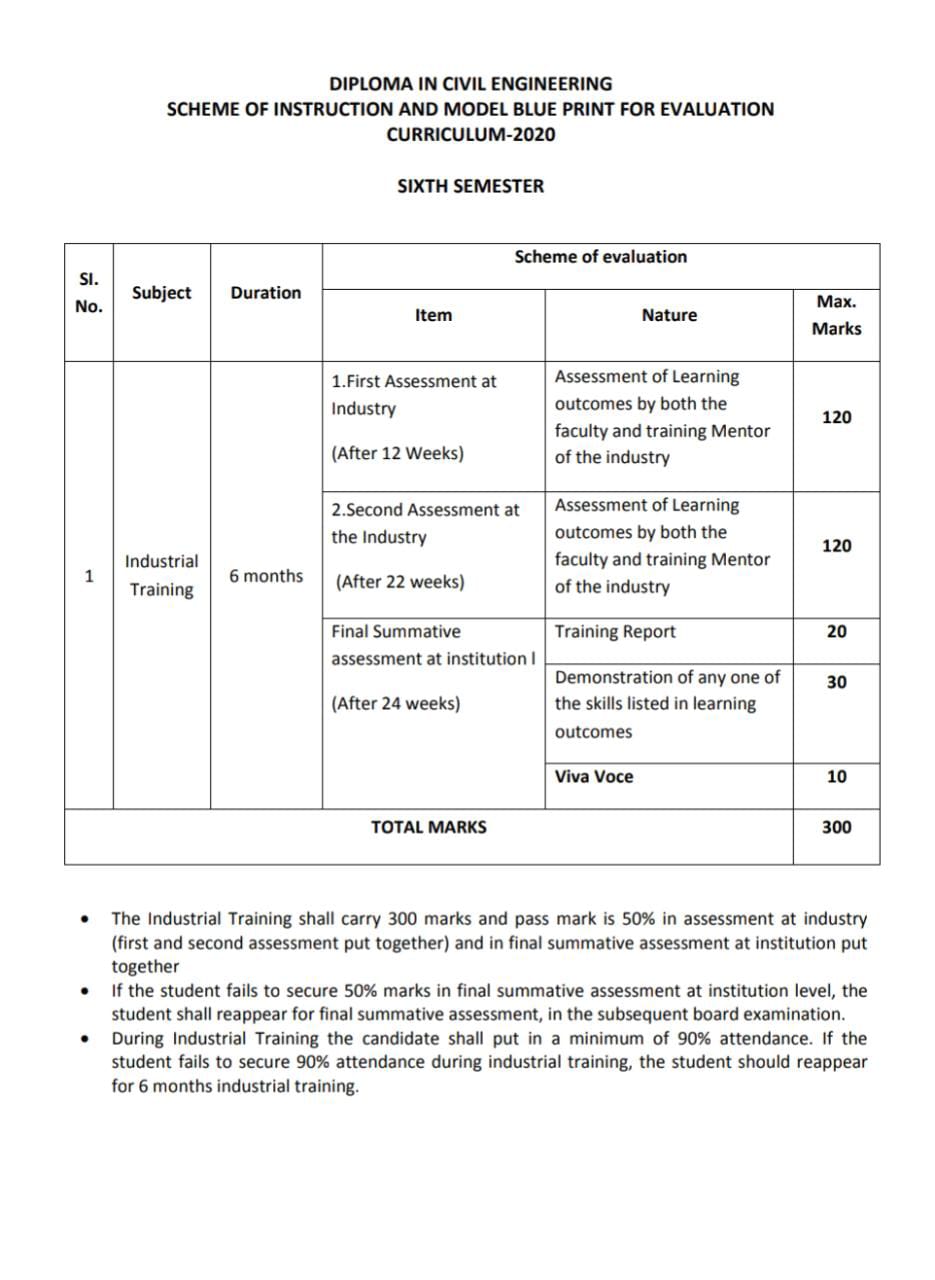 DIPLOMA IN CIVIL ENGINEERING
SCHEME OF INSTRUCTION AND MODEL BLUE PRINT FOR EVALUATION
CURRICULUM-2020
SIXTH SEMESTER
Sl.
No.
Subject
Duration
Scheme of evaluation
Item
Nature
Max.
Marks
1
Industrial
Training
6 months
1.First Assessment at
Industry
(After 12 Weeks)
Assessment of Learning
outcomes by both the
faculty and training Mentor
of the industry
120
2.Second Assessment at
the Industry
(After 22 weeks)
Assessment of Learning
outcomes by both the
faculty and training Mentor
of the industry
120
Final Summative
assessment at institution l
(After 24 weeks)
Training Report
20
Demonstration of any one of
the skills listed in learning
outcomes
30
Viva Voce
10
TOTAL MARKS
300
• The Industrial Training shall carry 300 marks and pass mark is 50% in assessment at industry
(first and second assessment put together) and in final summative assessment at institution put
together
• If the student fails to secure 50% marks in final summative assessment at institution level, the
student shall reappear for final summative assessment, in the subsequent board examination.
• During Industrial Training the candidate shall put in a minimum of 90% attendance. If the
student fails to secure 90% attendance during industrial training, the student should reappear
for 6 months industrial training.